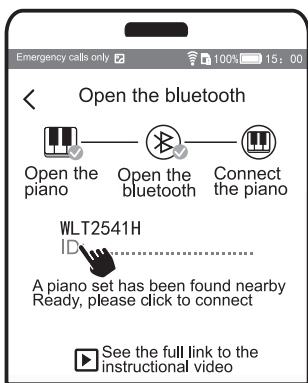 Emergency calls only 100% 15：00
Open the bluetooth
Open the piano
Open the bluetooth
Connect the piano
WLT2541H
ID
A piano set has been found nearby
Ready, please click to connect
See the full link to the
instructional video